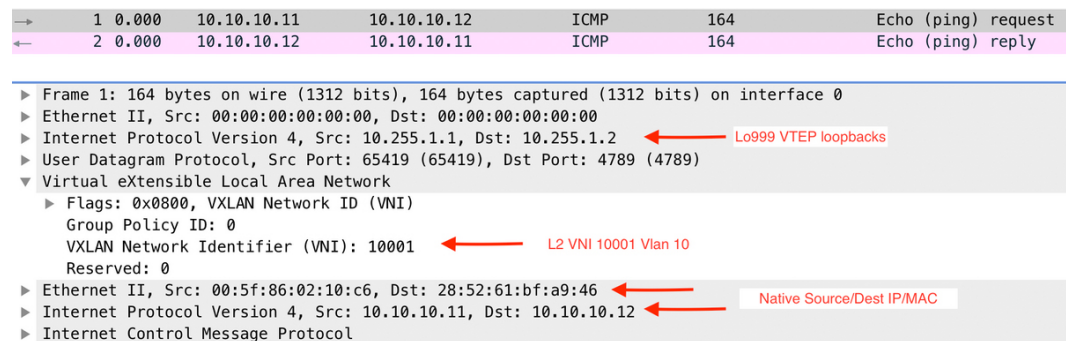 1 0.000 10.10.10.11 10.10.10.12 ICMP 164 Echo (ping) request
2 0.000 10.10.10.12 10.10.10.11 ICMP 164 Echo (ping) reply
Frame 1: 164 bytes on wire (1312 bits), 164 bytes captured (1312 bits) on interface 0
Ethernet II, Src: 00:00:00:00:00:00, Dst: 00:00:00:00:00:00
Internet Protocol Version 4, Src: 10.255.1.1, Dst: 10.255.1.2 Lo999 VTEP loopbacks
User Datagram Protocol, Src Port: 65419 (65419), Dst Port: 4789 (4789)
Virtual eXtensible Local Area Network
Flags: 0x0800, VXLAN Network ID (VNI)
Group Policy ID: 0
VXLAN Network Identifier (VNI): 10001 L2 VNI 10001 Vlan 10
Reserved: 0
Ethernet II, Src: 00:5f:86:02:10:c6, Dst: 28:52:61:bf:a9:46
Native Source/Dest IP/MAC
Internet Protocol Version 4, Src: 10.10.10.11, Dst: 10.10.10.12
Internet Control Message Protocol